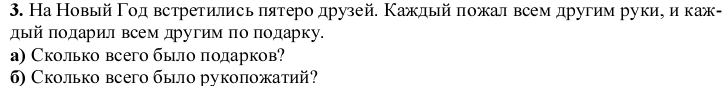 3. На Новый Год встретились пятеро друзей. Каждый пожал всем другим руки, и каж-
дый подарил всем другим по подарку.
а) Сколько всего было подарков?
б) Сколько всего было рукопожатий?